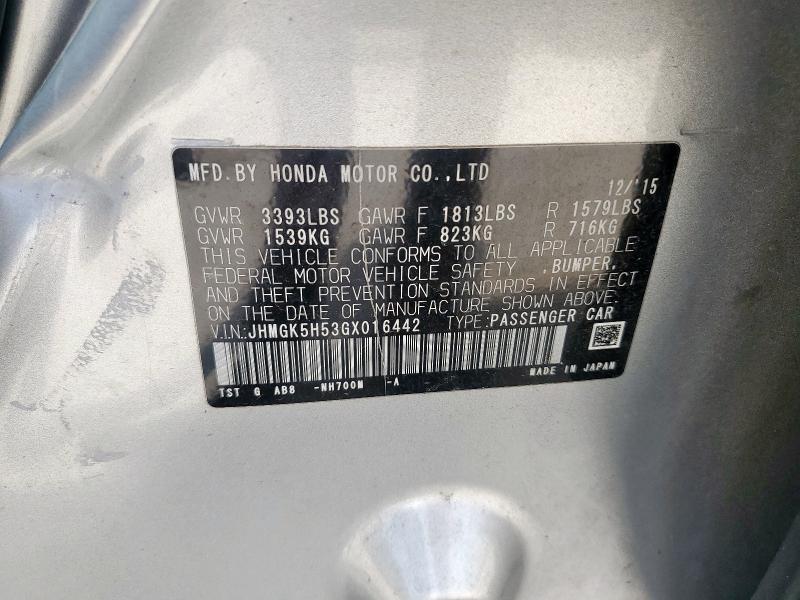 MFD. BY HONDA MOTOR CO., LTD
12/'15
GVWR 3393LBS GAWR F 1813LBS R 1579LBS
GVWR 1539KG GAWR F 823KG R 716KG
THIS VEHICLE CONFORMS TO ALL APPLICABLE
FEDERAL MOTOR VEHICLE SAFETY ,BUMPER,
AND THEFT PREVENTION STANDARDS IN EFFECT
ON THE DATE OF MANUFACTURE SHOWN ABOVE.
V.I.N:JHMGK5H53GX016442 TYPE:PASSENGER CAR
MADE IN JAPAN
TST G AB8 -NH700M -A